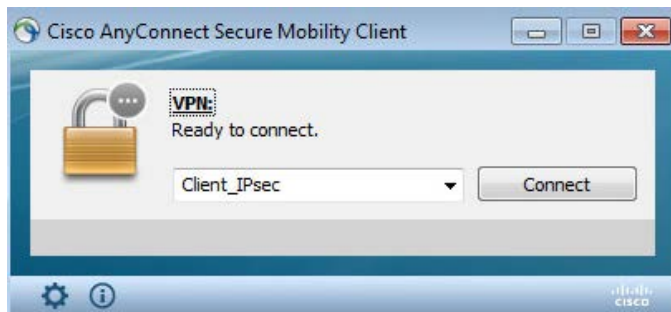 Cisco AnyConnect Secure Mobility Client
VPN:
Ready to connect.
Client_IPsec
Connect
CISCO